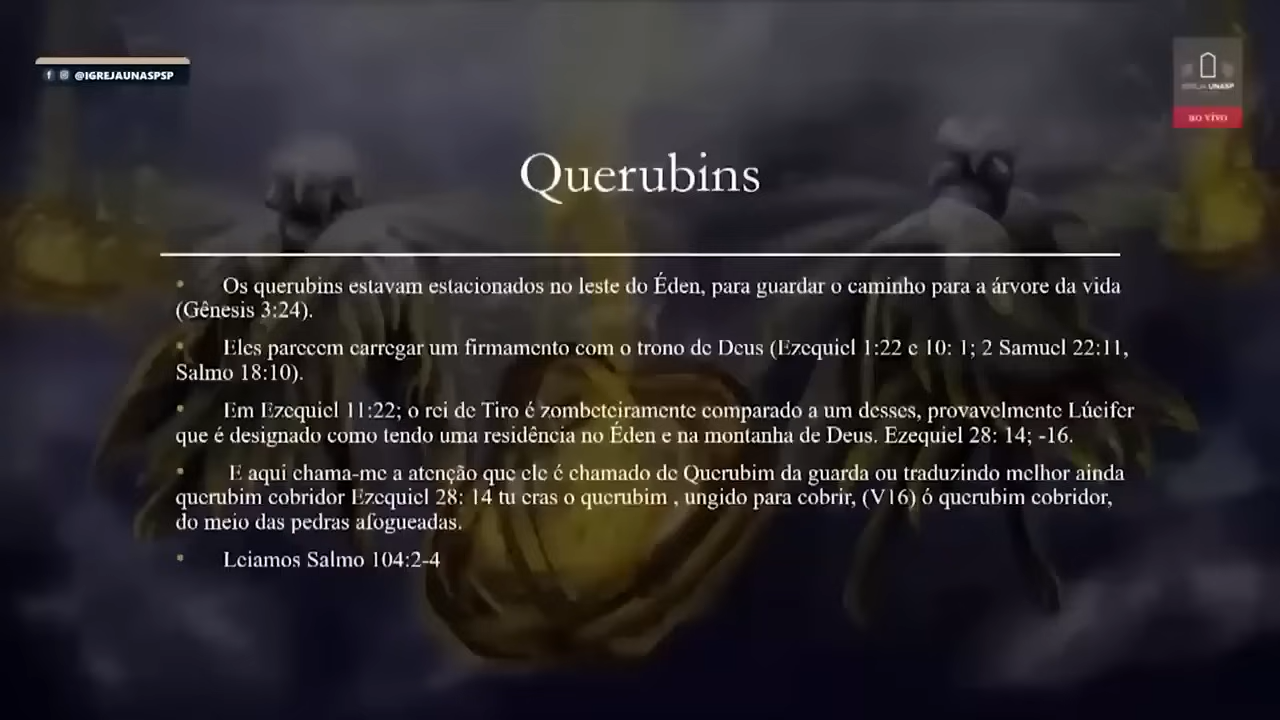 @IGREJAUNASPSP
IGREJA UNASP
AO VIVO
Querubins
• Os querubins estavam estacionados no leste do Éden, para guardar o caminho para a árvore da vida
(Gênesis 3:24).
• Eles parecem carregar um firmamento com o trono de Deus (Ezequiel 1:22 e 10: 1; 2 Samuel 22:11,
Salmo 18:10).
• Em Ezequiel 11:22; o rei de Tiro é zombeteiramente comparado a um desses, provavelmente Lúcifer
que é designado como tendo uma residência no Éden e na montanha de Deus. Ezequiel 28: 14; -16.
• E aqui chama-me a atenção que ele é chamado de Querubim da guarda ou traduzindo melhor ainda
querubim cobridor Ezequiel 28: 14 tu eras o querubim , ungido para cobrir, (V16) ó querubim cobridor,
do meio das pedras afogueadas.
• Leiamos Salmo 104:2-4